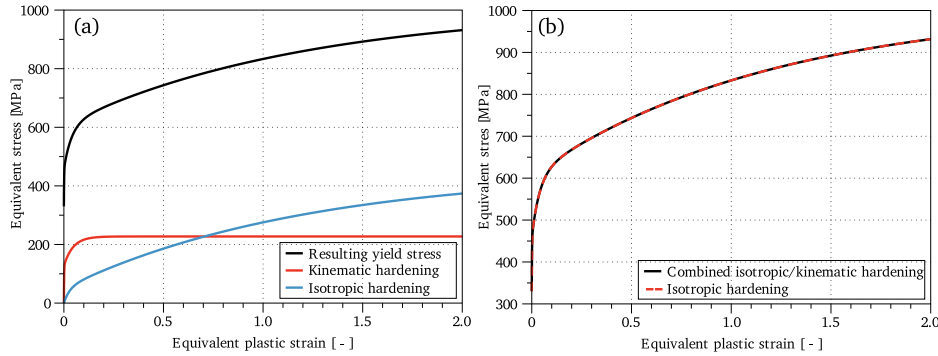 (a)
1000
800
600
400
200
0
Equivalent stress [MPa]
Resulting yield stress
Kinematic hardening
Isotropic hardening
0 0.5 1.0 1.5 2.0
Equivalent plastic strain [ - ]
(b)
1000
900
800
700
600
500
400
300
Equivalent stres [MPa]
Combined isotropic/kinematic hardening
Isotropic hardening
0 0.5 1.0 1.5 2.0
Equivalent plastic strain [ - ]